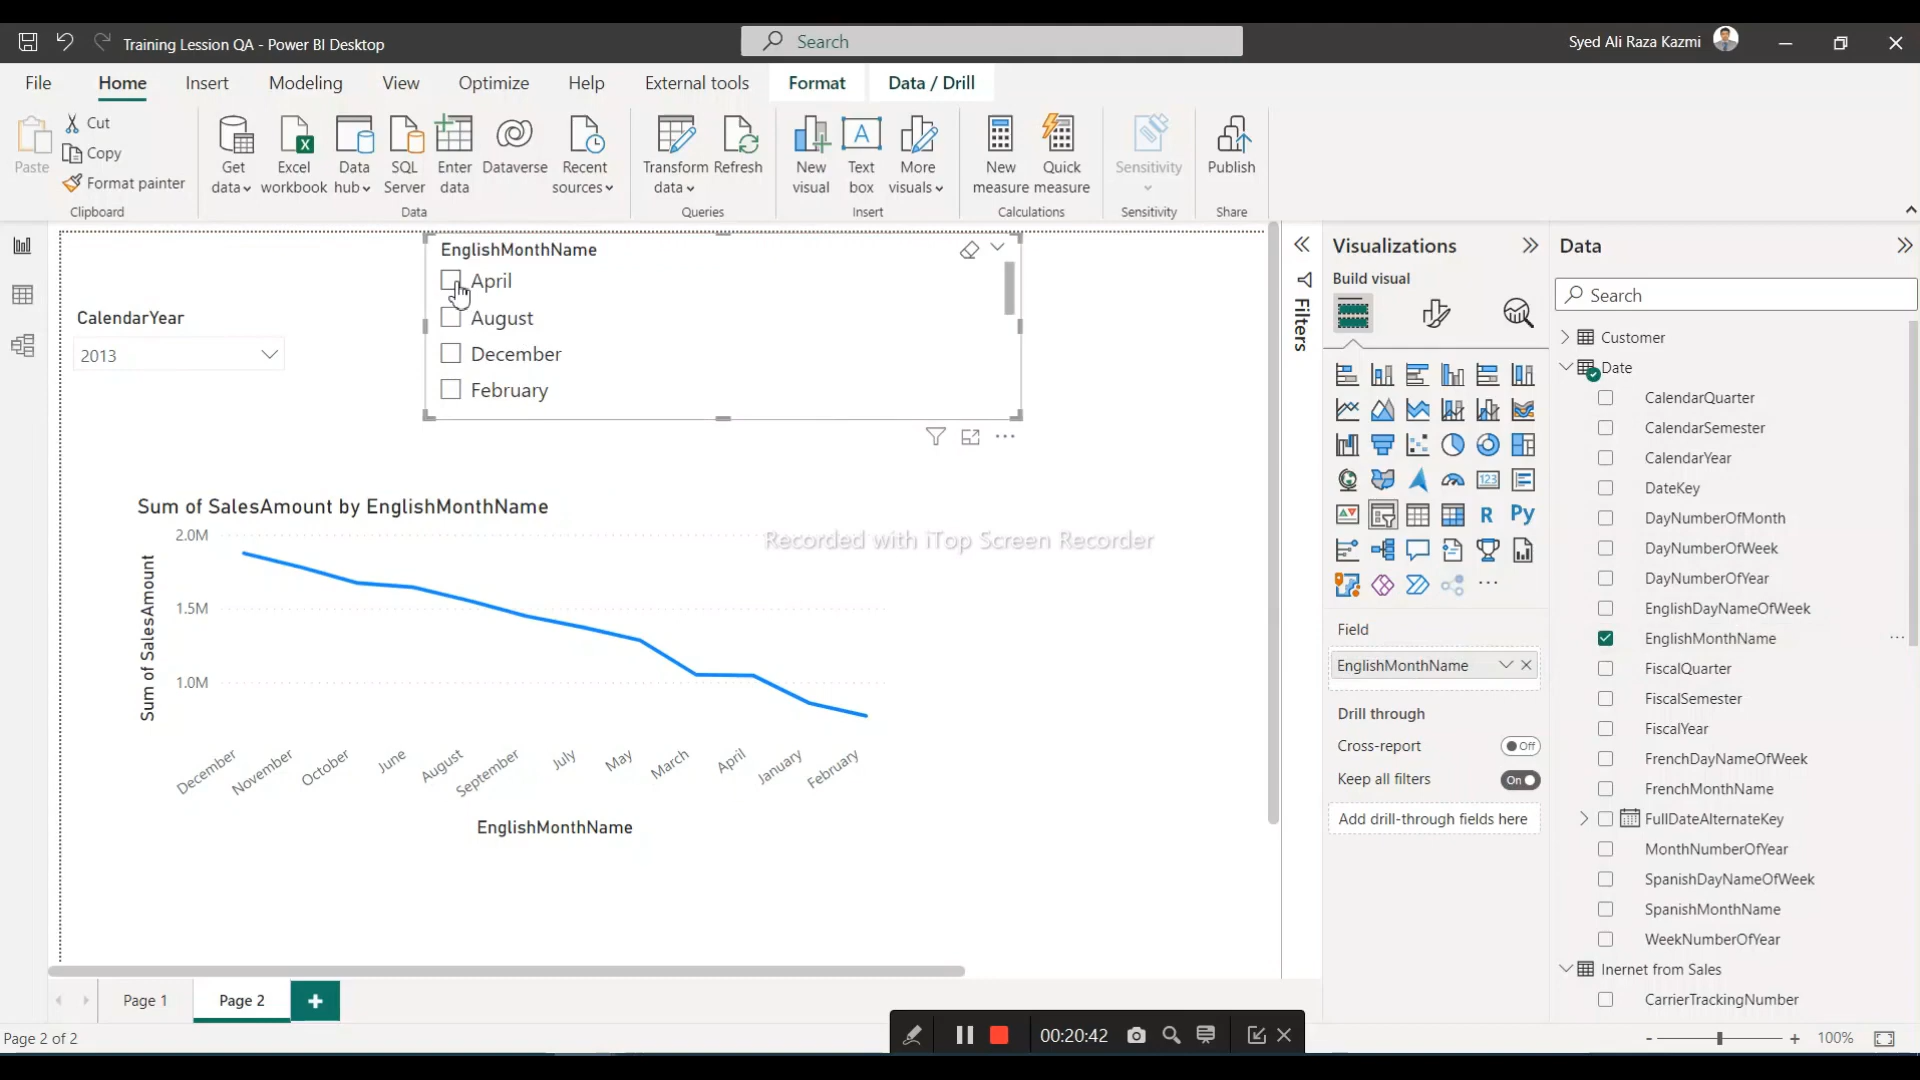 Training Lession QA - Power BI Desktop
Search
Syed Ali Raza Kazmi
File
Home
Insert
Modeling
View
Optimize
Help
External tools
Format
Data / Drill
Paste
Cut
Copy
Format painter
Clipboard
Get data
Excel workbook
Data hub
SQL Server
Enter data
Dataverse
Recent sources
Data
Transform data
Refresh
Queries
New visual
Text box
More visuals
Insert
New measure
Quick measure
Calculations
Sensitivity
Sensitivity
Publish
Share
CalendarYear
2013
EnglishMonthName
April
August
December
February
Sum of SalesAmount by EnglishMonthName
2.0M
1.5M
1.0M
Sum of SalesAmount
December
November
October
June
August
September
July
May
March
April
January
February
EnglishMonthName
Recorded with iTop Screen Recorder
Filters
Visualizations
Build visual
123
R
Py
Field
EnglishMonthName
Drill through
Cross-report
Off
Keep all filters
On
Add drill-through fields here
Data
Search
Customer
Date
CalendarQuarter
CalendarSemester
CalendarYear
DateKey
DayNumberOfMonth
DayNumberOfWeek
DayNumberOfYear
EnglishDayNameOfWeek
EnglishMonthName
FiscalQuarter
FiscalSemester
FiscalYear
FrenchDayNameOfWeek
FrenchMonthName
FullDateAlternateKey
MonthNumberOfYear
SpanishDayNameOfWeek
SpanishMonthName
WeekNumberOfYear
Inernet from Sales
CarrierTrackingNumber
Page 1
Page 2
Page 2 of 2
00:20:42
100%